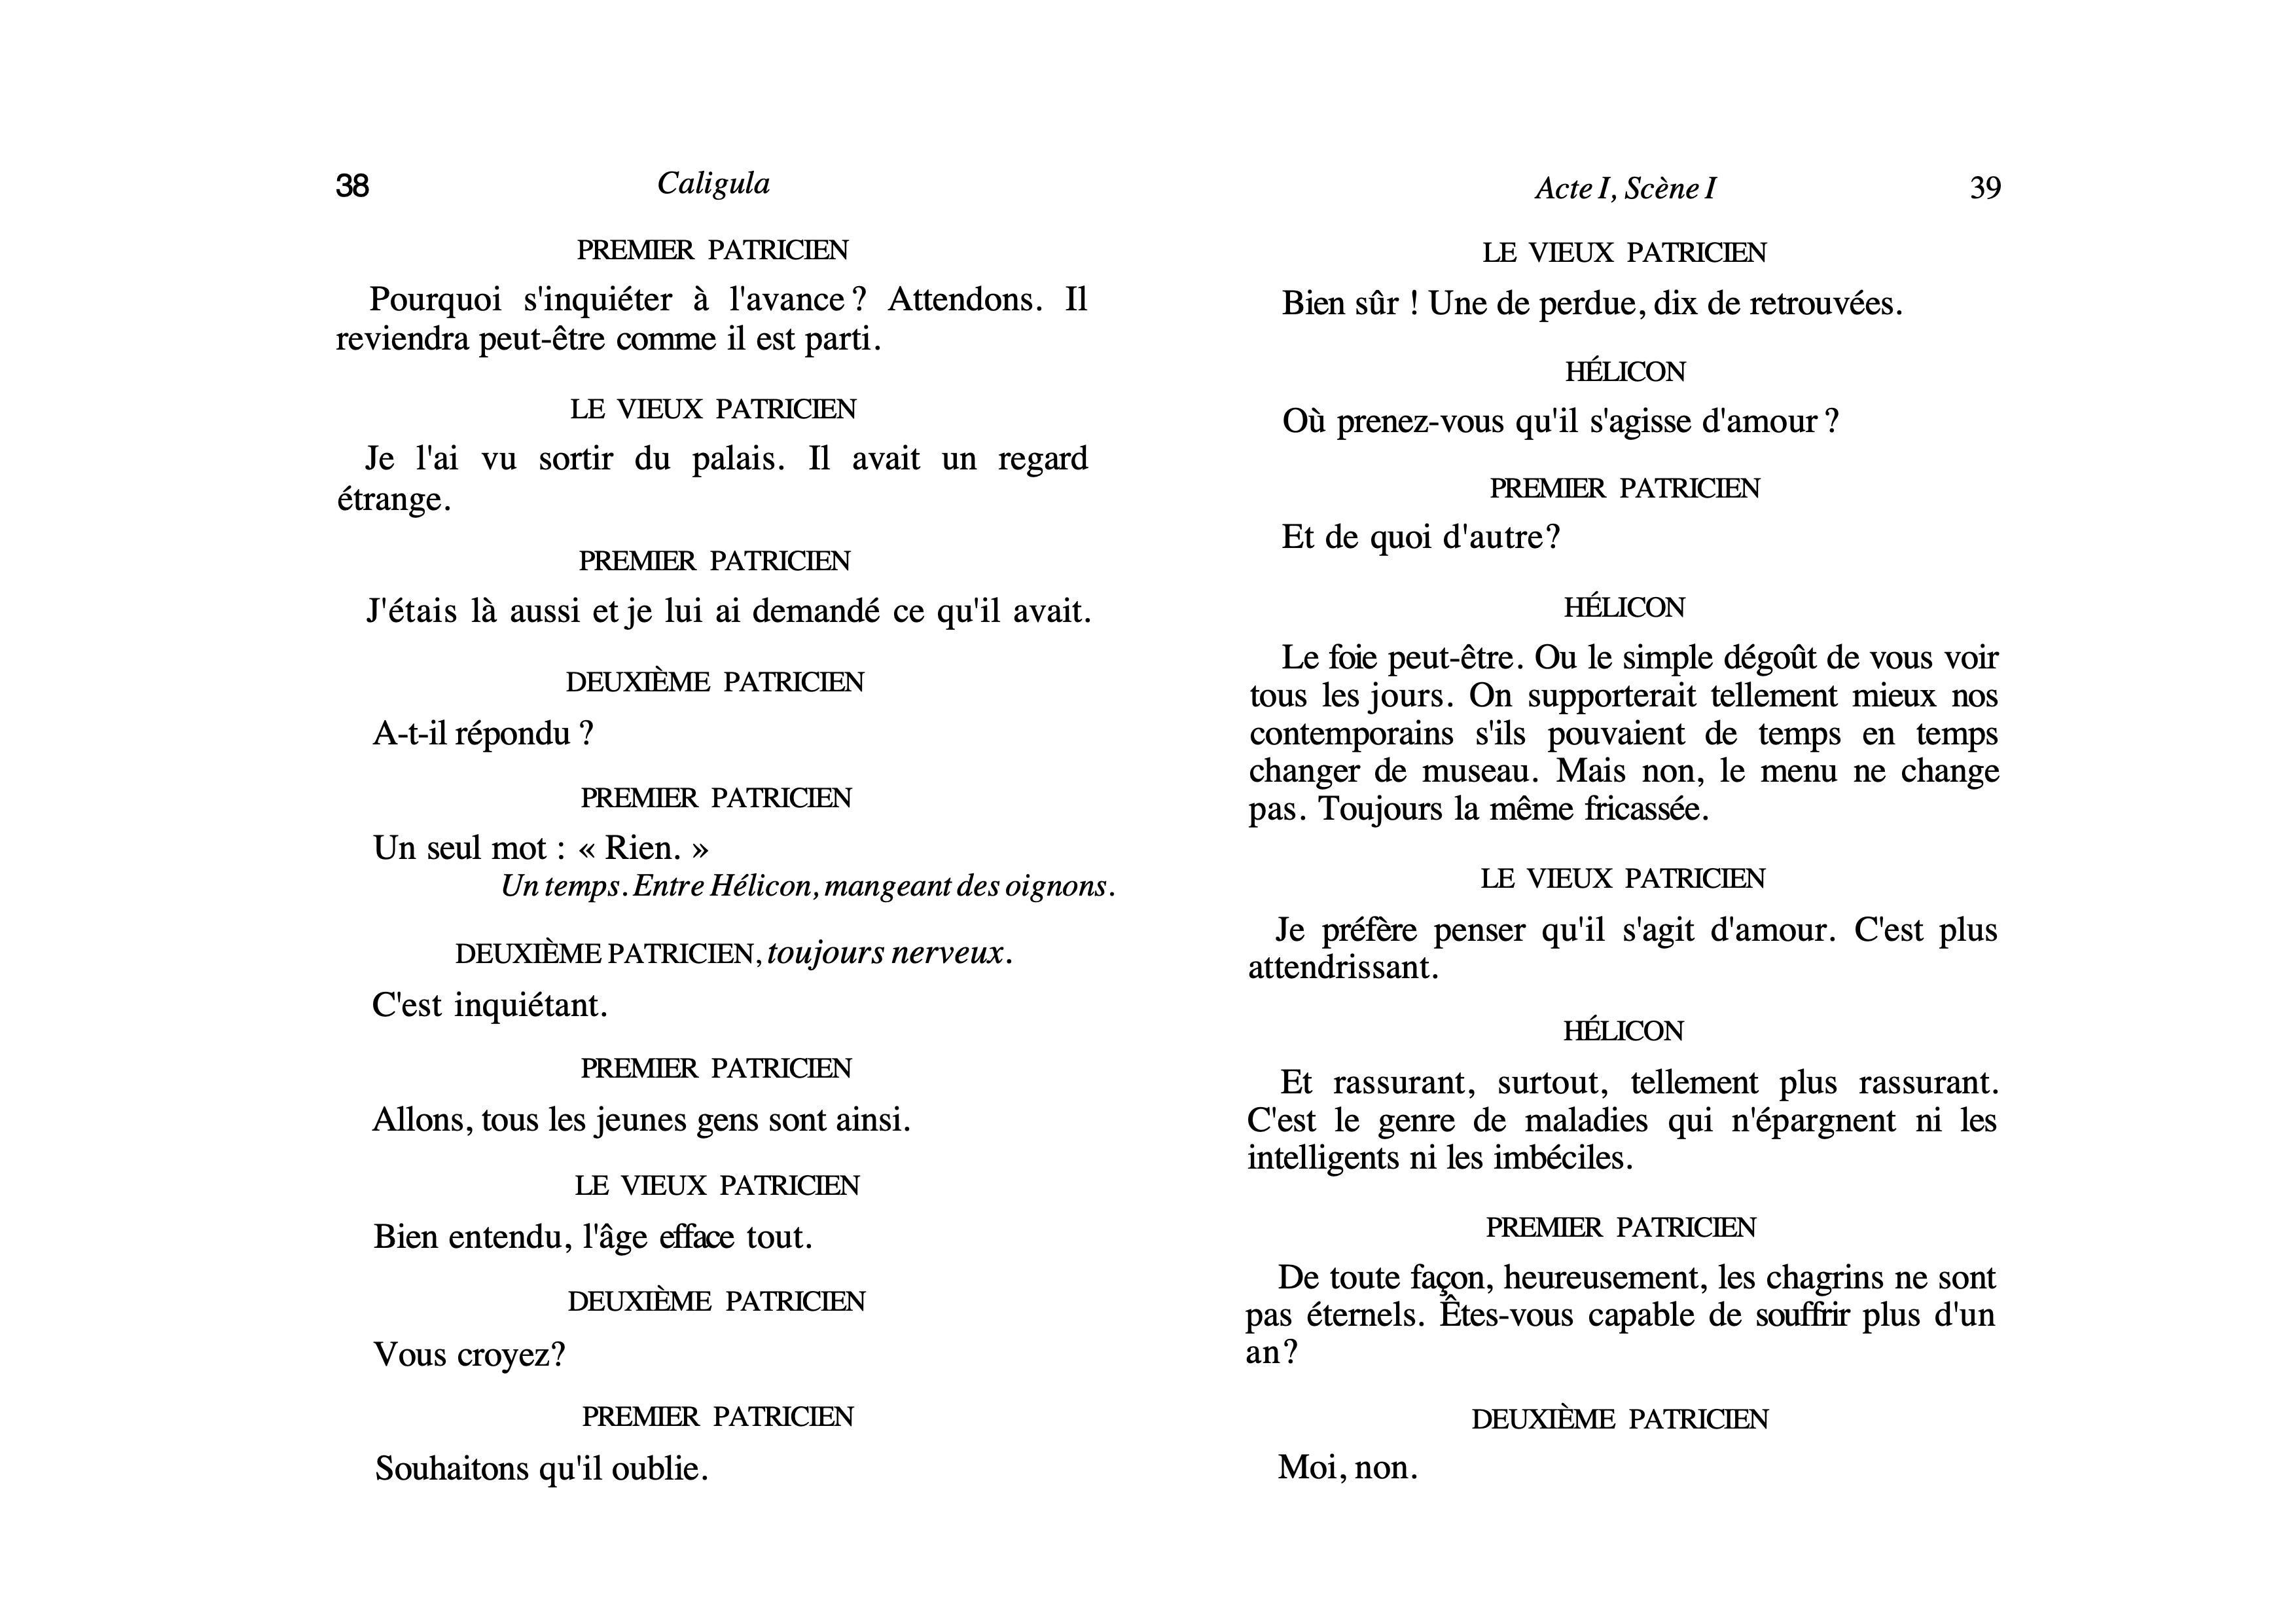 38
Caligula
PREMIER PATRICIEN
Pourquoi s'inquiéter à l'avance ? Attendons. Il
reviendra peut-être comme il est parti.
LE VIEUX PATRICIEN
Je l'ai vu sortir du palais. Il avait un regard
étrange.
PREMIER PATRICIEN
J'étais là aussi et je lui ai demandé ce qu'il avait.
DEUXIÈME PATRICIEN
A-t-il répondu ?
PREMIER PATRICIEN
Un seul mot : « Rien. »
Un temps. Entre Hélicon, mangeant des oignons.
DEUXIÈME PATRICIEN, toujours nerveux.
C'est inquiétant.
PREMIER PATRICIEN
Allons, tous les jeunes gens sont ainsi.
LE VIEUX PATRICIEN
Bien entendu, l'âge efface tout.
DEUXIÈME PATRICIEN
Vous croyez?
PREMIER PATRICIEN
Souhaitons qu'il oublie.
Acte I, Scène I
39
LE VIEUX PATRICIEN
Bien sûr ! Une de perdue, dix de retrouvées.
HÉLICON
Où prenez-vous qu'il s'agisse d'amour ?
PREMIER PATRICIEN
Et de quoi d'autre?
HÉLICON
Le foie peut-être. Ou le simple dégoût de vous voir
tous les jours. On supporterait tellement mieux nos
contemporains s'ils pouvaient de temps en temps
changer de museau. Mais non, le menu ne change
pas. Toujours la même fricassée.
LE VIEUX PATRICIEN
Je préfère penser qu'il s'agit d'amour. C'est plus
attendrissant.
HÉLICON
Et rassurant, surtout, tellement plus rassurant.
C'est le genre de maladies qui n'épargnent ni les
intelligents ni les imbéciles.
PREMIER PATRICIEN
De toute façon, heureusement, les chagrins ne sont
pas éternels. Êtes-vous capable de souffrir plus d'un
an?
DEUXIÈME PATRICIEN
Moi, non.